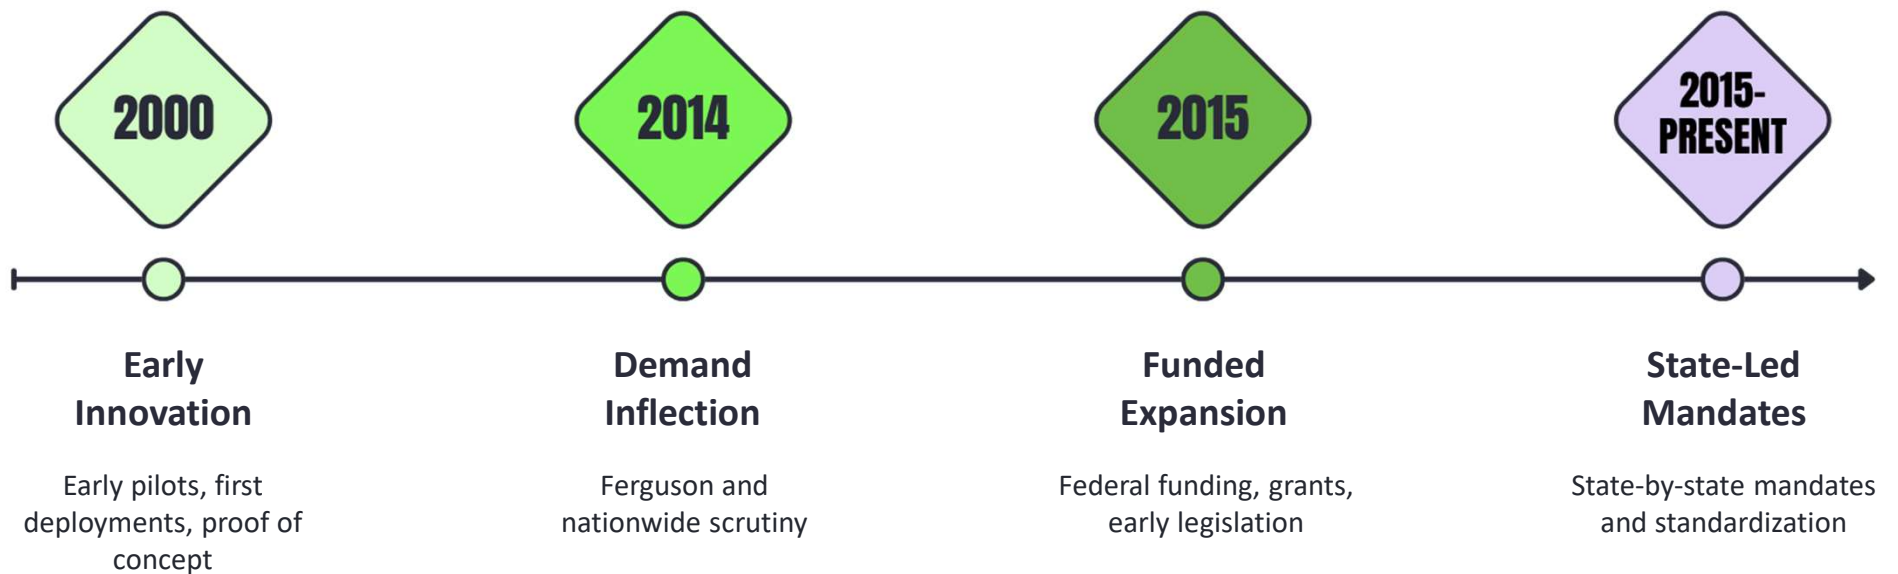 2000
2014
2015
2015-
PRESENT
Early
Innovation
Demand
Inflection
Funded
Expansion
State-Led
Mandates
Early pilots, first
deployments, proof of
concept
Ferguson and
nationwide scrutiny
Federal funding, grants,
early legislation
State-by-state mandates
and standardization